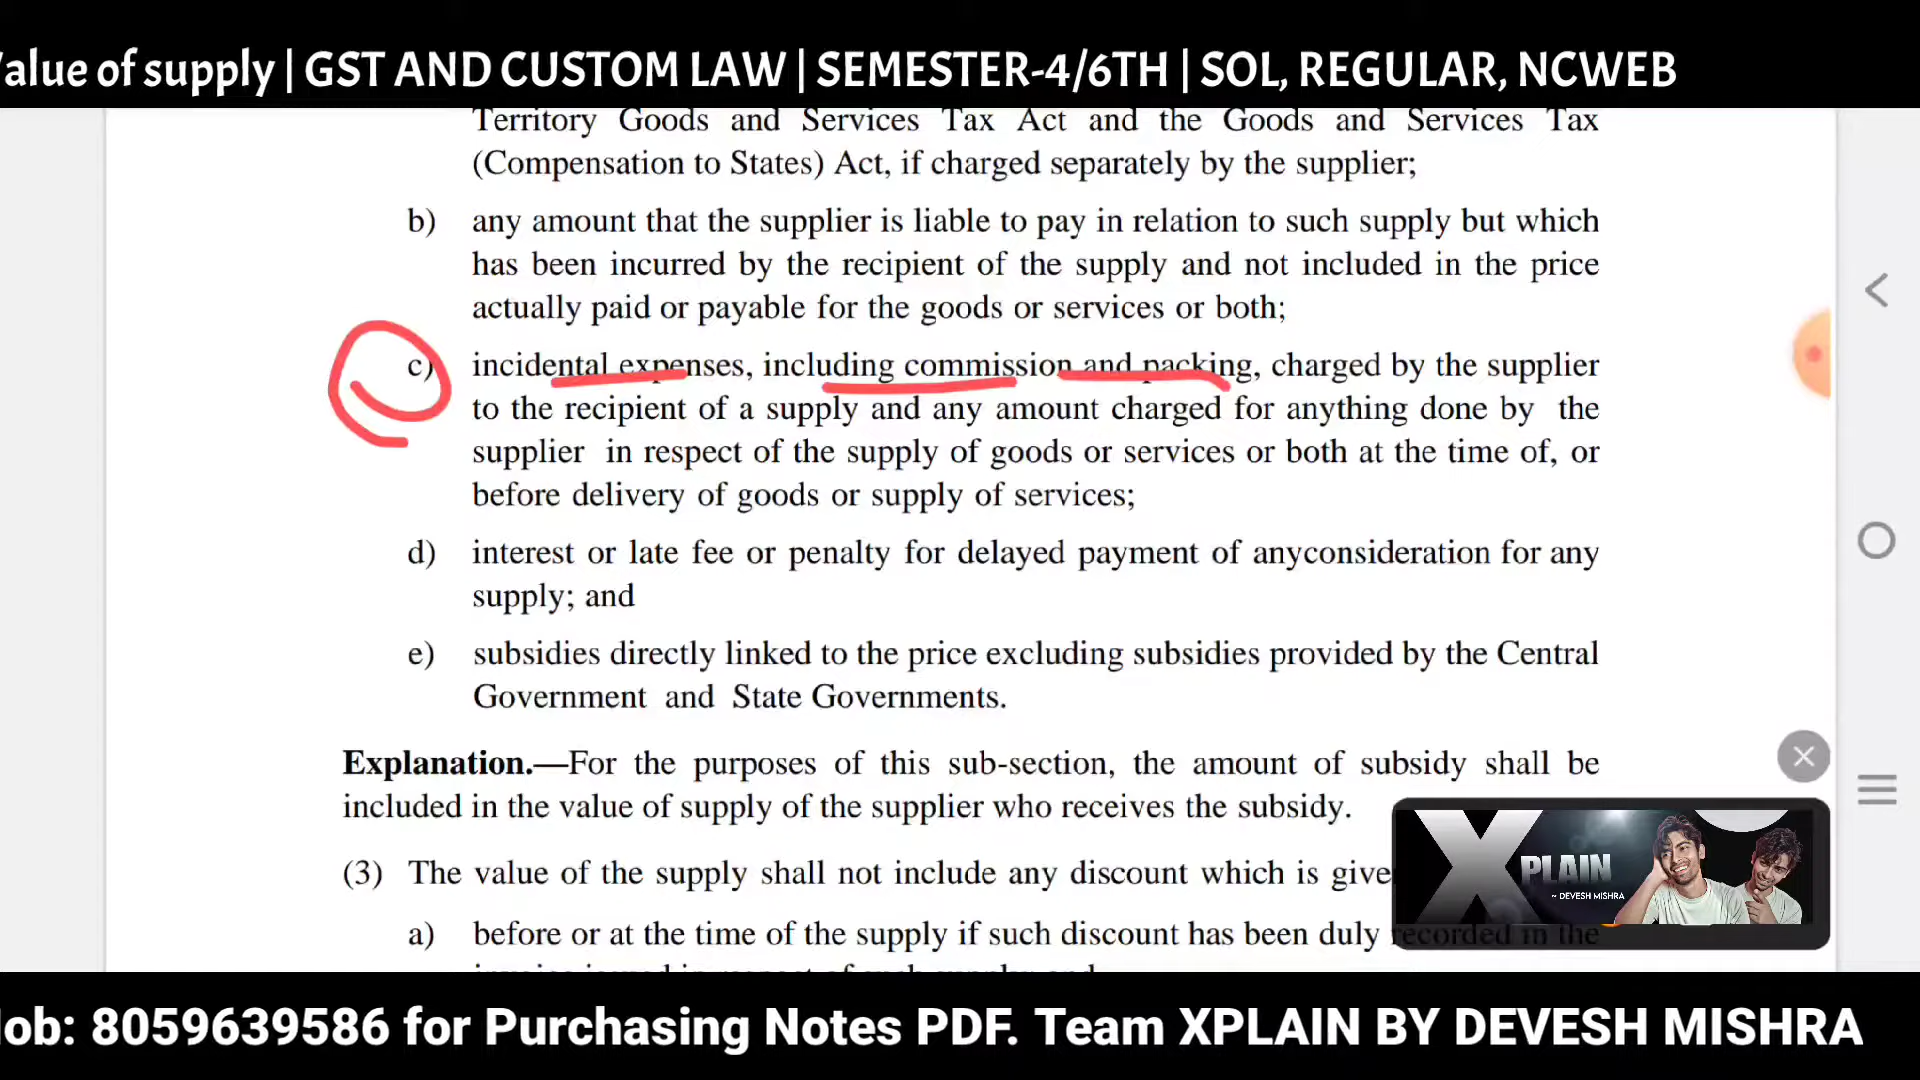 alue of supply | GST AND CUSTOM LAW | SEMESTER-4/6TH | SOL, REGULAR, NCWEB
Territory Goods and Services Tax Act and the Goods and Services Tax
(Compensation to States) Act, if charged separately by the supplier;
b) any amount that the supplier is liable to pay in relation to such supply but which
has been incurred by the recipient of the supply and not included in the price
actually paid or payable for the goods or services or both;
c) incidental expenses, including commission and packing, charged by the supplier
to the recipient of a supply and any amount charged for anything done by the
supplier in respect of the supply of goods or services or both at the time of, or
before delivery of goods or supply of services;
d) interest or late fee or penalty for delayed payment of anyconsideration for any
supply; and
e) subsidies directly linked to the price excluding subsidies provided by the Central
Government and State Governments.
Explanation.—For the purposes of this sub-section, the amount of subsidy shall be
included in the value of supply of the supplier who receives the subsidy.
(3) The value of the supply shall not include any discount which is give
a) before or at the time of the supply if such discount has been duly recorded in the
XPLAIN
~ DEVESH MISHRA
ob: 8059639586 for Purchasing Notes PDF. Team XPLAIN BY DEVESH MISHRA